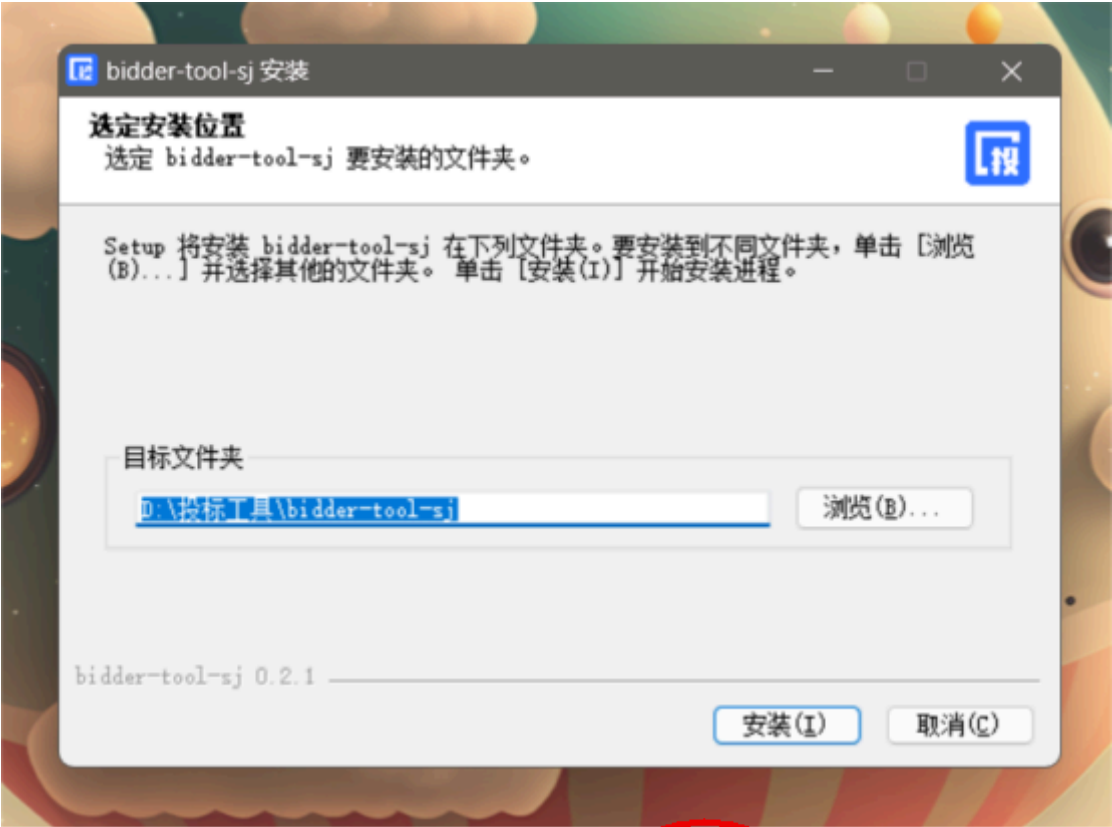 bidder-tool-sj 安装
选定安装位置
选定 bidder-tool-sj 要安装的文件夹。
投
Setup 将安装 bidder-tool-sj 在下列文件夹。要安装到不同文件夹，单击 [浏览
(B)...] 并选择其他的文件夹。 单击 [安装(I)] 开始安装进程。
目标文件夹
D:\投标工具\bidder-tool-sj
浏览(B)...
bidder-tool-sj 0.2.1
安装(I)
取消(C)